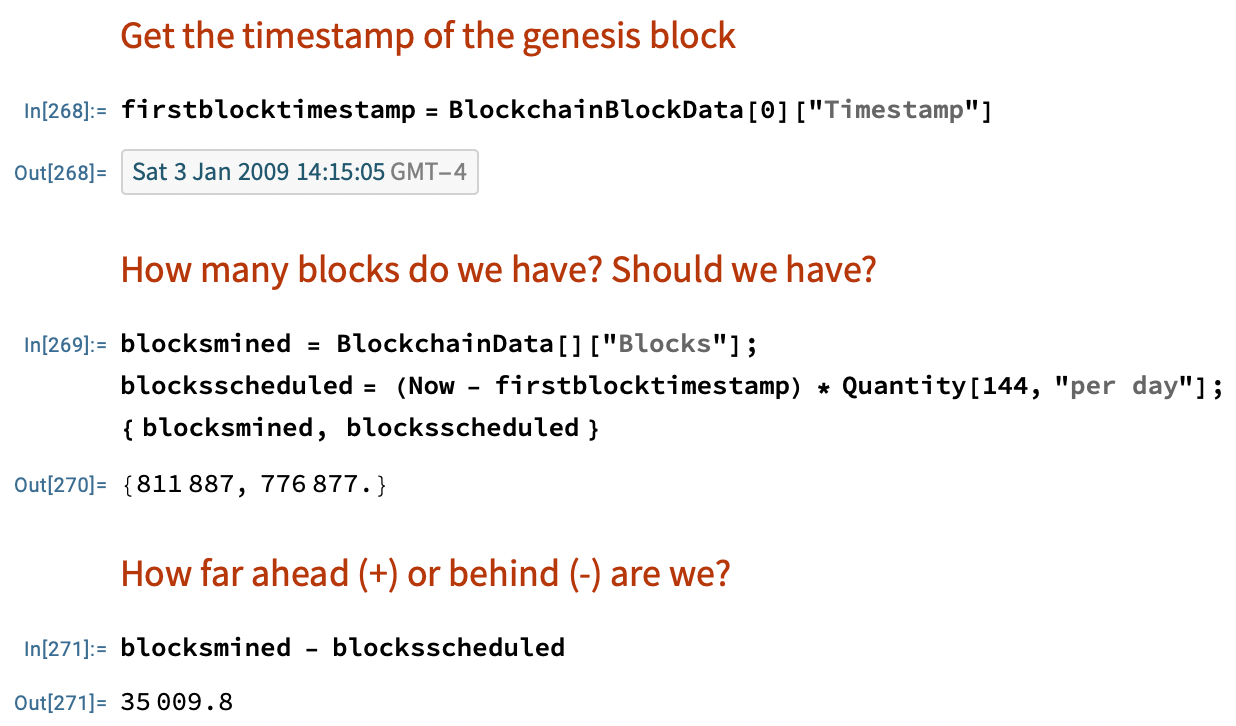 Get the timestamp of the genesis block
In[268]:= firstblocktimestamp = BlockchainBlockData[0]["Timestamp"]
Out[268]= Sat 3 Jan 2009 14:15:05 GMT-4
How many blocks do we have? Should we have?
In[269]:= blocksmined = BlockchainData[]["Blocks"];
blocksscheduled = (Now - firstblocktimestamp) * Quantity[144, "per day"];
{ blocksmined, blocksscheduled }
Out[270]= {811 887, 776 877.}
How far ahead (+) or behind (-) are we?
In[271]:= blocksmined - blocksscheduled
Out[271]= 35 009.8